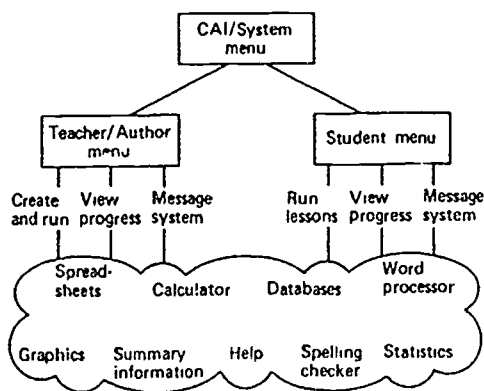 CAI/System
menu
Teacher/Author
menu
Student menu
Create
and run
View
progress
Message
system
Run
lessons
View
progress
Message
system
Spread-
sheets
Calculator
Databases
Word
processor
Graphics
Summary
information
Help
Spelling
checker
Statistics